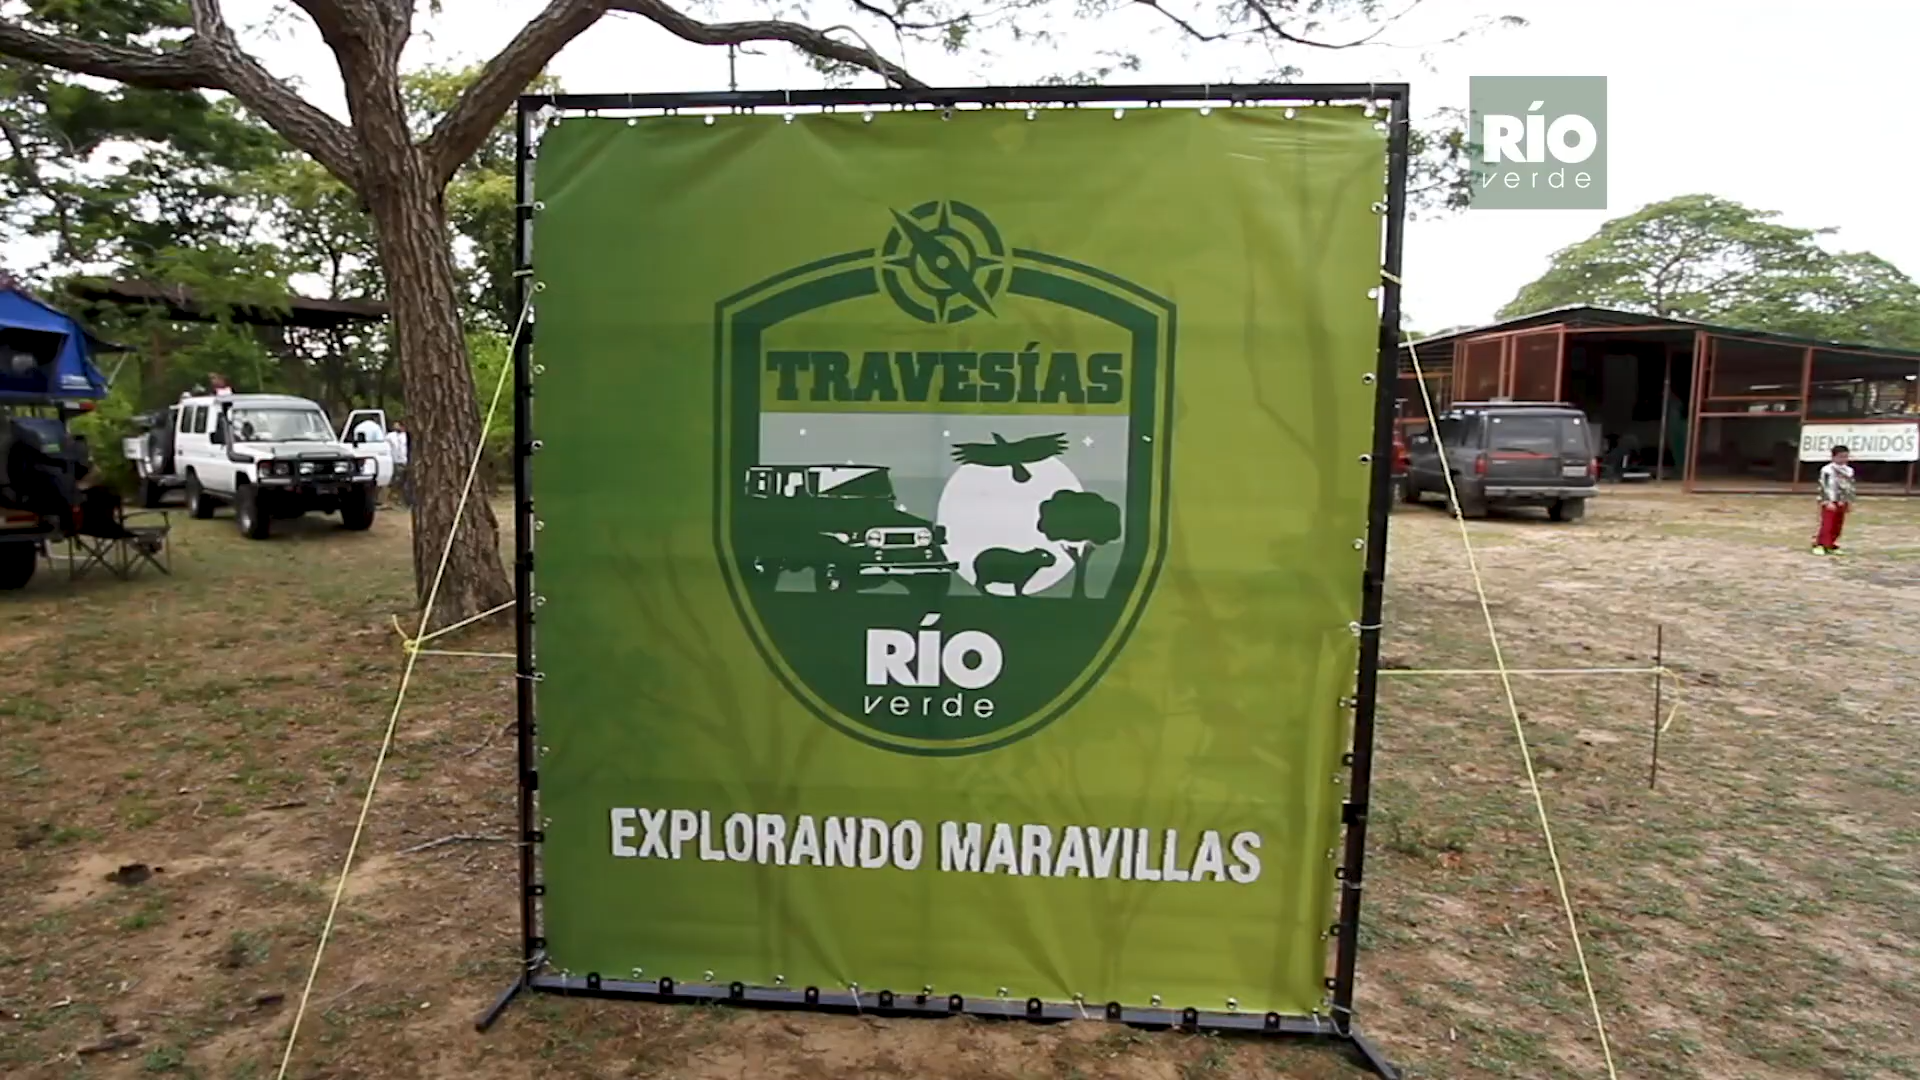 RÍO
verde
TRAVESÍAS
RÍO
verde
EXPLORANDO MARAVILLAS
BIENVENIDOS